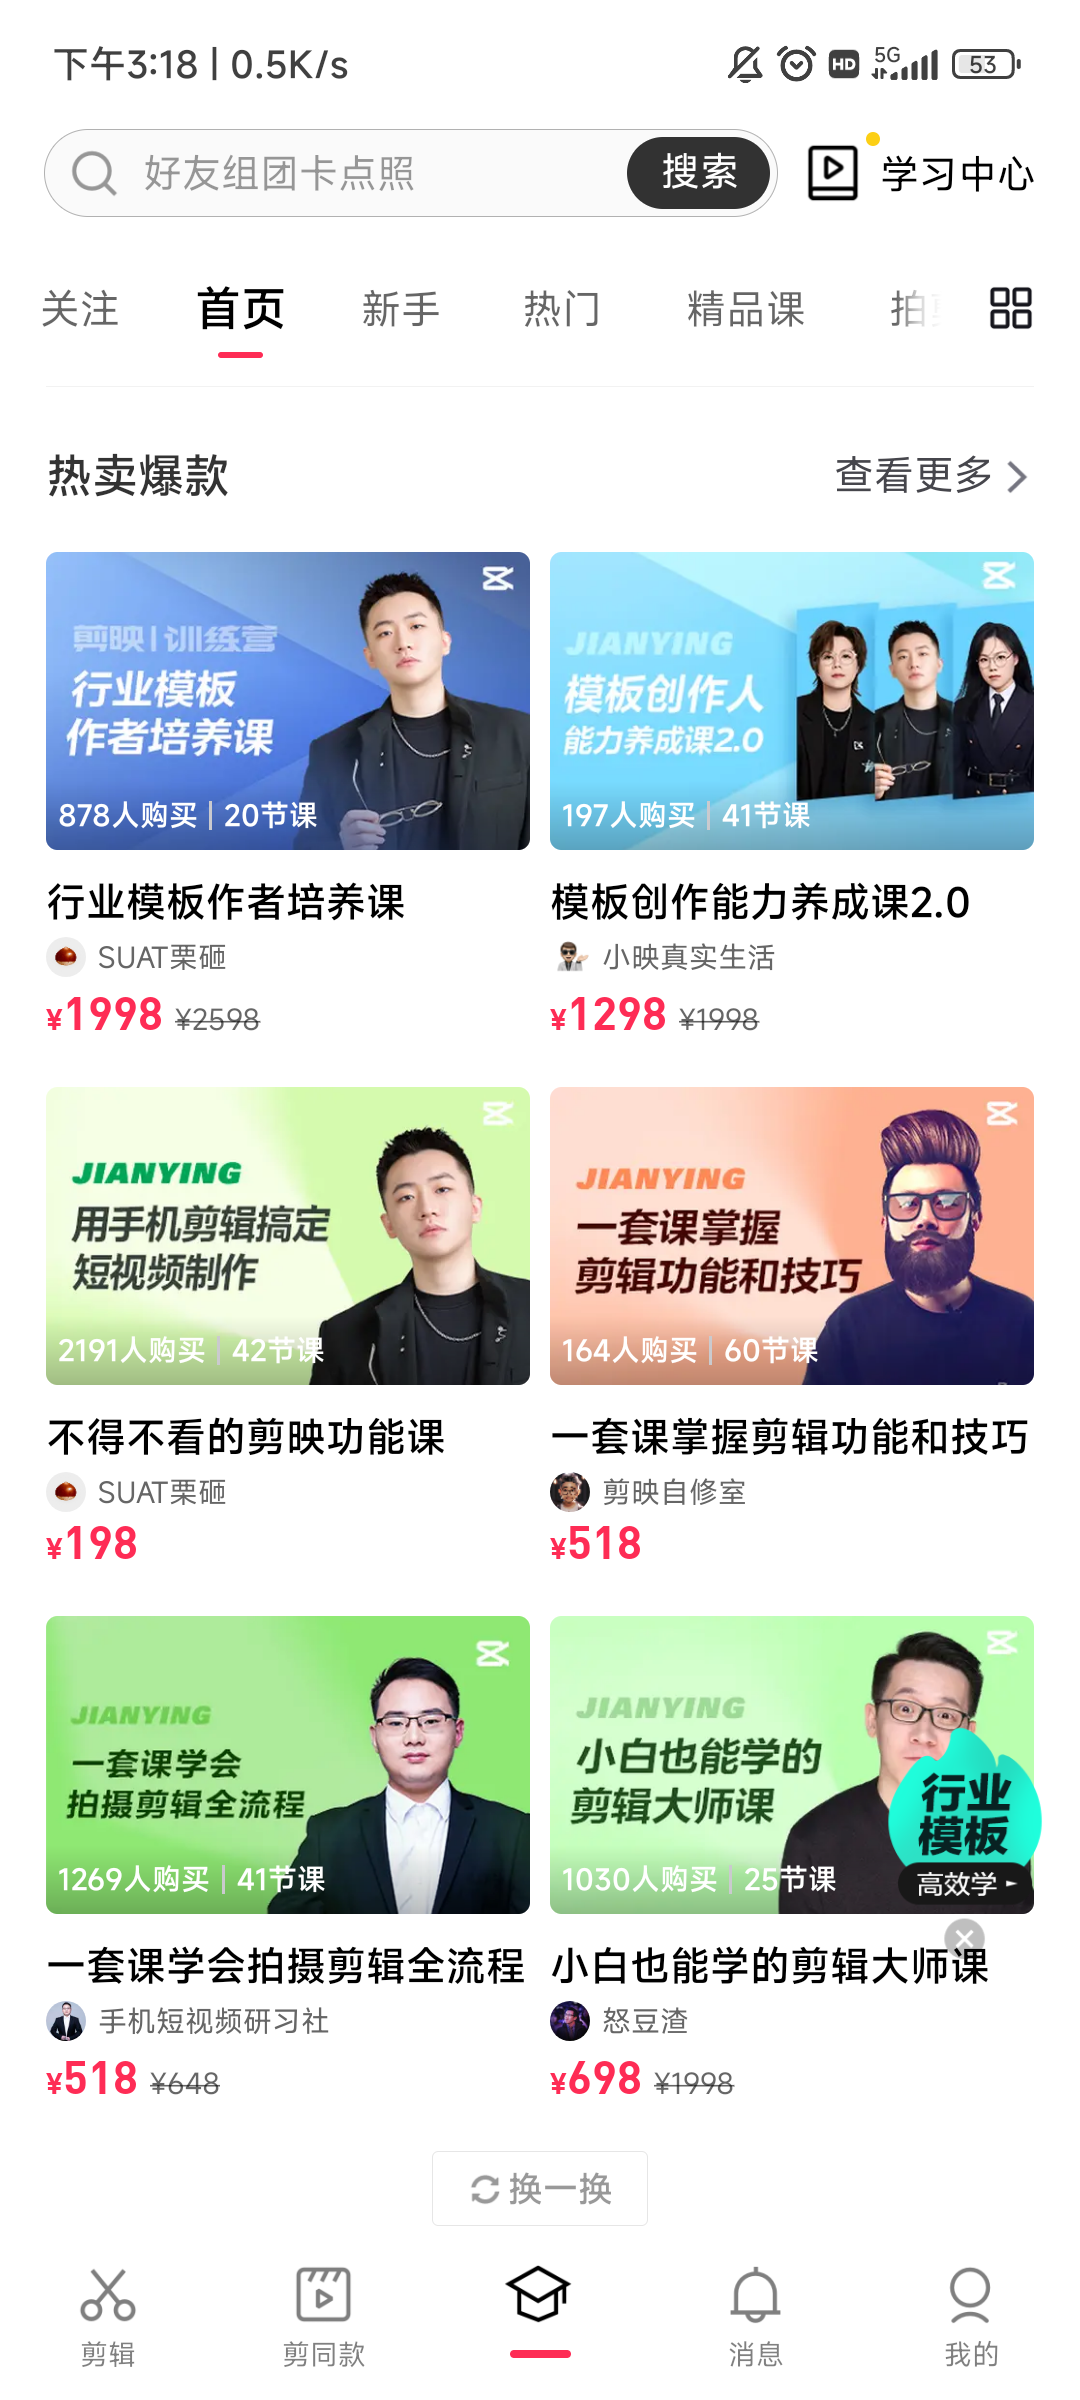 下午3:18 | 0.5K/s
HD
5G
53
好友组团卡点照
搜索
学习中心
关注
首页
新手
热门
精品课
热卖爆款
查看更多
剪映 | 训练营
行业模板
作者培养课
878人购买 | 20节课
行业模板作者培养课
SUAT栗砸
¥1998 ¥2598
JIANYING
模板创作人
能力养成课2.0
197人购买 | 41节课
模板创作能力养成课2.0
小映真实生活
¥1298 ¥1998
JIANYING
用手机剪辑搞定
短视频制作
2191人购买 | 42节课
不得不看的剪映功能课
SUAT栗砸
¥198
JIANYING
一套课掌握
剪辑功能和技巧
164人购买 | 60节课
一套课掌握剪辑功能和技巧
剪映自修室
¥518
JIANYING
一套课学会
拍摄剪辑全流程
1269人购买 | 41节课
一套课学会拍摄剪辑全流程
手机短视频研习社
¥518 ¥648
JIANYING
小白也能学的
剪辑大师课
1030人购买 | 25节课
行业
模板
高效学
小白也能学的剪辑大师课
怒豆渣
¥698 ¥1998
换一换
剪辑
剪同款
消息
我的